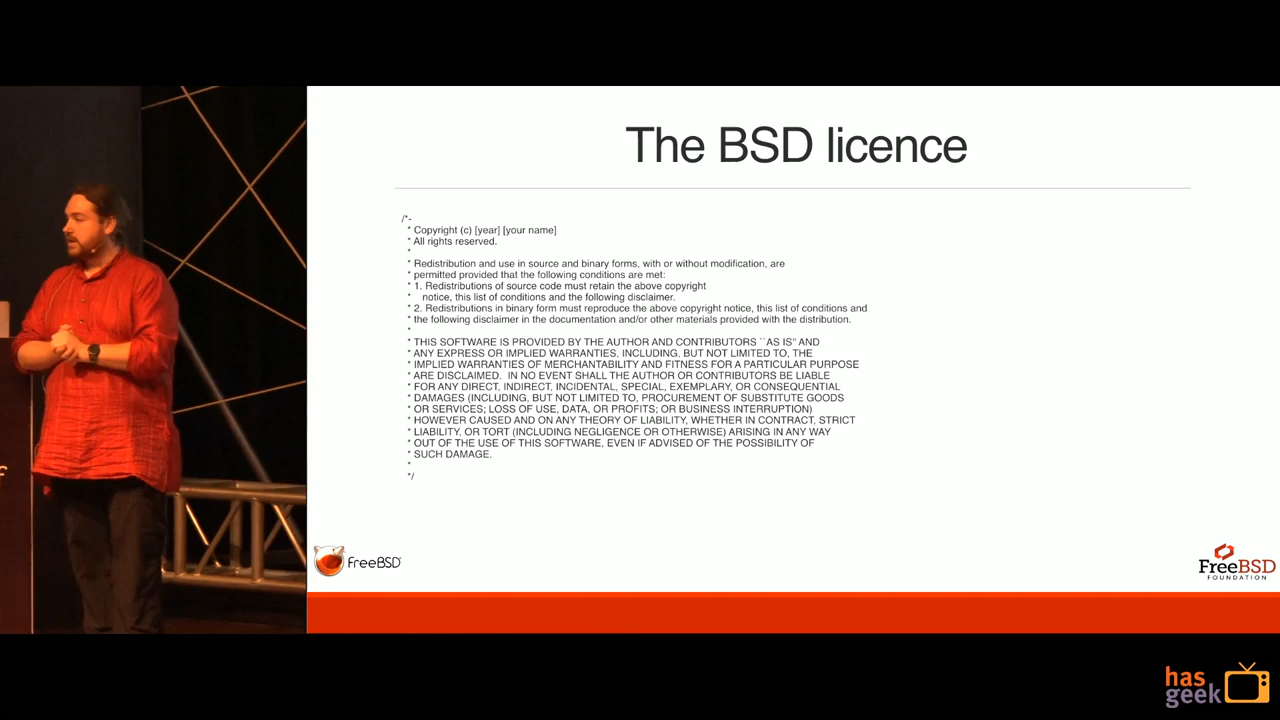 The BSD licence
/*-
* Copyright (c) [year] [your name]
* All rights reserved.
*
* Redistribution and use in source and binary forms, with or without modification, are
* permitted provided that the following conditions are met:
* 1. Redistributions of source code must retain the above copyright
*    notice, this list of conditions and the following disclaimer.
* 2. Redistributions in binary form must reproduce the above copyright notice, this list of conditions and
* the following disclaimer in the documentation and/or other materials provided with the distribution.
*
* THIS SOFTWARE IS PROVIDED BY THE AUTHOR AND CONTRIBUTORS ``AS IS'' AND
* ANY EXPRESS OR IMPLIED WARRANTIES, INCLUDING, BUT NOT LIMITED TO, THE
* IMPLIED WARRANTIES OF MERCHANTABILITY AND FITNESS FOR A PARTICULAR PURPOSE
* ARE DISCLAIMED.  IN NO EVENT SHALL THE AUTHOR OR CONTRIBUTORS BE LIABLE
* FOR ANY DIRECT, INDIRECT, INCIDENTAL, SPECIAL, EXEMPLARY, OR CONSEQUENTIAL
* DAMAGES (INCLUDING, BUT NOT LIMITED TO, PROCUREMENT OF SUBSTITUTE GOODS
* OR SERVICES; LOSS OF USE, DATA, OR PROFITS; OR BUSINESS INTERRUPTION)
* HOWEVER CAUSED AND ON ANY THEORY OF LIABILITY, WHETHER IN CONTRACT, STRICT
* LIABILITY, OR TORT (INCLUDING NEGLIGENCE OR OTHERWISE) ARISING IN ANY WAY
* OUT OF THE USE OF THIS SOFTWARE, EVEN IF ADVISED OF THE POSSIBILITY OF
* SUCH DAMAGE.
*
*/
f
FreeBSD
FreeBSD
FOUNDATION
has
geek